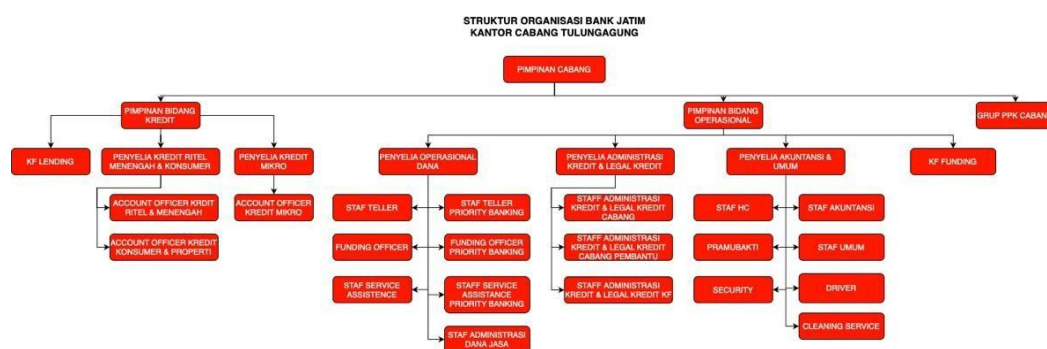 STRUKTUR ORGANISASI BANK JATIM
KANTOR CABANG TULUNGAGUNG
PIMPINAN CABANG
PIMPINAN BIDANG
KREDIT
PIMPINAN BIDANG
OPERASIONAL
GRUP PPK CABANG
KF LENDING
PENYELIA KREDIT RITEL
MENENGAH & KONSUMER
PENYELIA KREDIT
MIKRO
PENYELIA OPERASIONAL
DANA
PENYELIA ADMINISTRASI
KREDIT & LEGAL KREDIT
PENYELIA AKUNTANSI &
UMUM
KF FUNDING
ACCOUNT OFFICER KRDIT
RITEL & MENENGAH
ACCOUNT OFFICER
KREDIT MIKRO
ACCOUNT OFFICER KREDIT
KONSUMER & PROPERTI
STAF TELLER
STAF TELLER
PRIORITY BANKING
FUNDING OFFICER
FUNDING OFFICER
PRIORITY BANKING
STAF SERVICE
ASSISTENCE
STAFF SERVICE
ASSISTANCE
PRIORITY BANKING
STAF ADMINISTRASI
DANA JASA
STAFF ADMINISTRASI
KREDIT & LEGAL KREDIT
CABANG
STAFF ADMINISTRASI
KREDIT & LEGAL KREDIT
CABANG PEMBANTU
STAFF ADMINISTRASI
KREDIT & LEGAL KREDIT KF
STAF HC
STAF AKUNTANSI
PRAMUBAKTI
STAF UMUM
SECURITY
DRIVER
CLEANING SERVICE